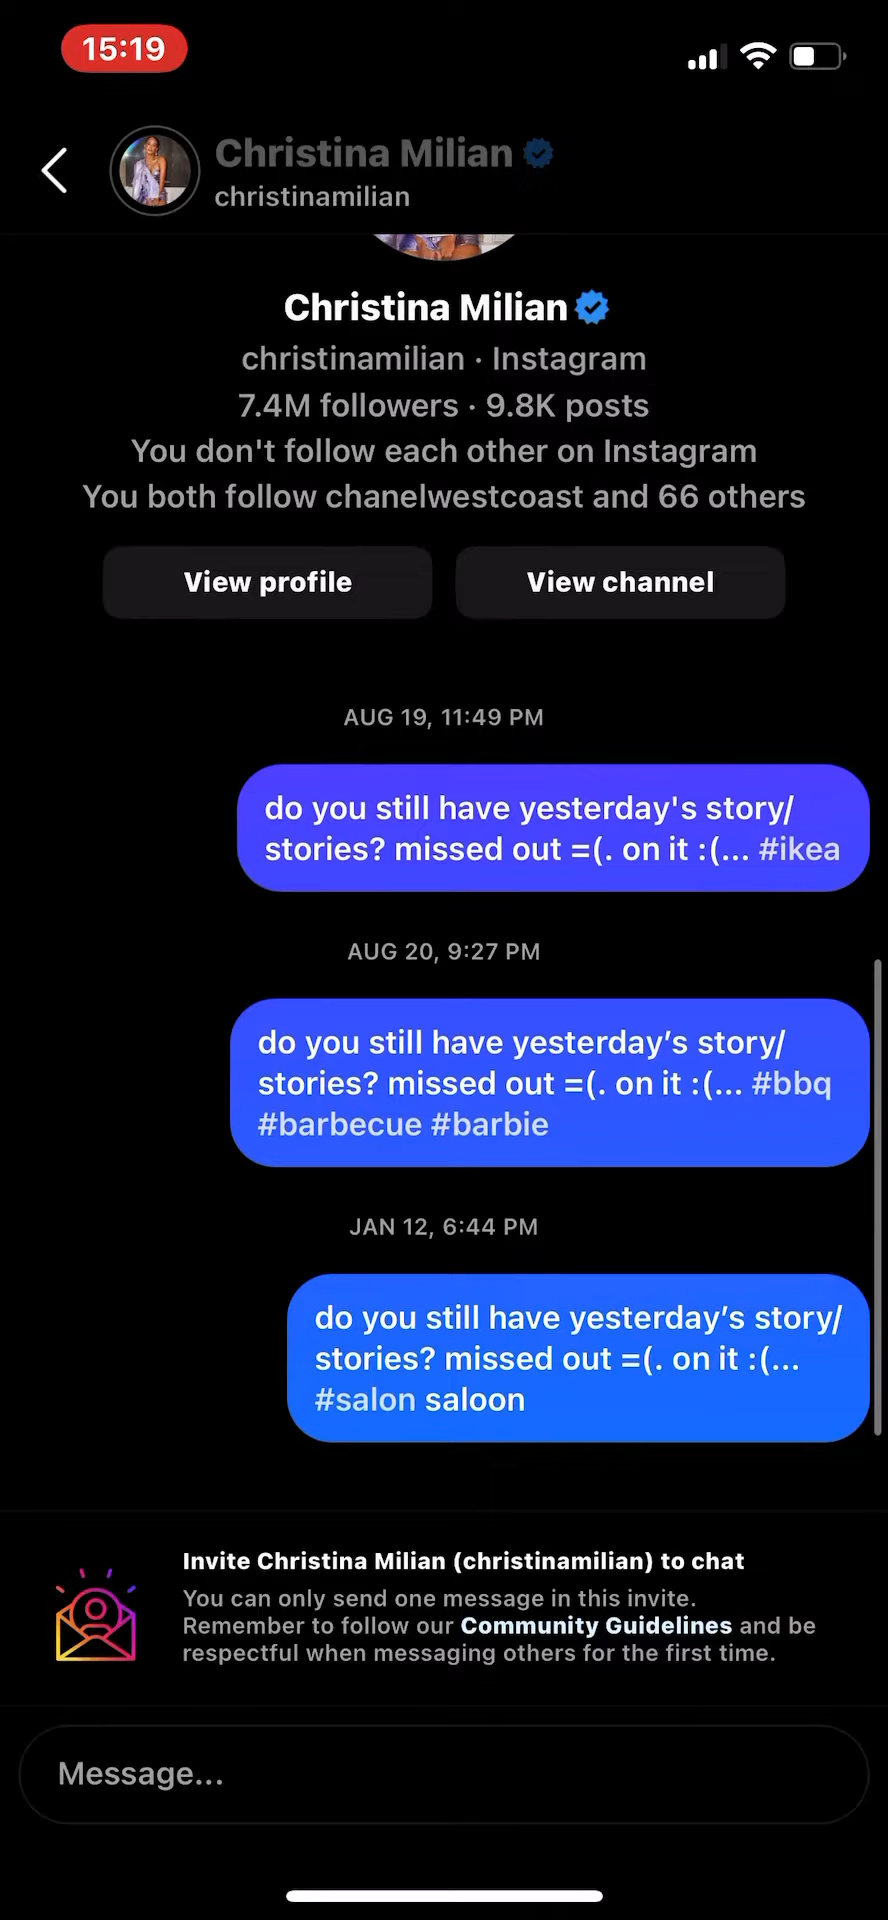 15:19
Christina Milian
christinamilian
Christina Milian
christinamilian · Instagram
7.4M followers · 9.8K posts
You don't follow each other on Instagram
You both follow chanelwestcoast and 66 others
View profile
View channel
AUG 19, 11:49 PM
do you still have yesterday's story/
stories? missed out =(. on it :(... #ikea
AUG 20, 9:27 PM
do you still have yesterday’s story/
stories? missed out =(. on it :(... #bbq
#barbecue #barbie
JAN 12, 6:44 PM
do you still have yesterday’s story/
stories? missed out =(. on it :(...
#salon saloon
Invite Christina Milian (christinamilian) to chat
You can only send one message in this invite.
Remember to follow our Community Guidelines and be
respectful when messaging others for the first time.
Message...